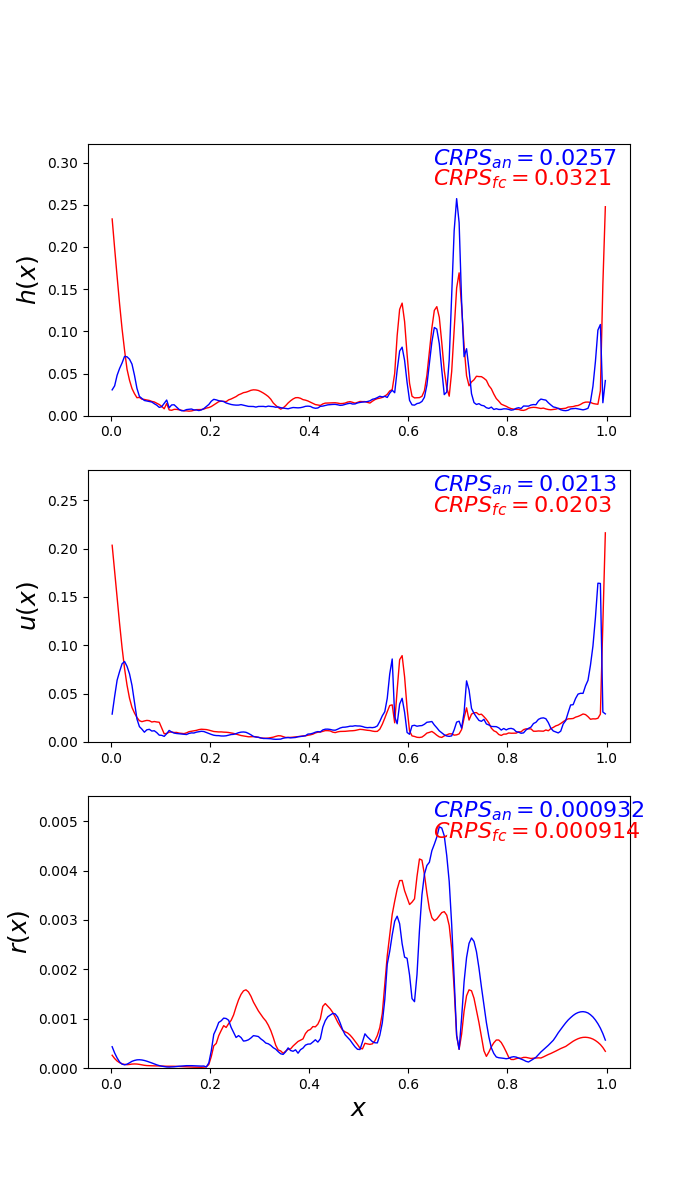 CRPS_an = 0.0257
CRPS_fc = 0.0321
0.30
0.25
0.20
0.15
0.10
0.05
0.00
h(x)
0.0 0.2 0.4 0.6 0.8 1.0
CRPS_an = 0.0213
CRPS_fc = 0.0203
0.25
0.20
0.15
0.10
0.05
0.00
u(x)
0.0 0.2 0.4 0.6 0.8 1.0
CRPS_an = 0.000932
CRPS_fc = 0.000914
0.005
0.004
0.003
0.002
0.001
0.000
r(x)
0.0 0.2 0.4 0.6 0.8 1.0
x